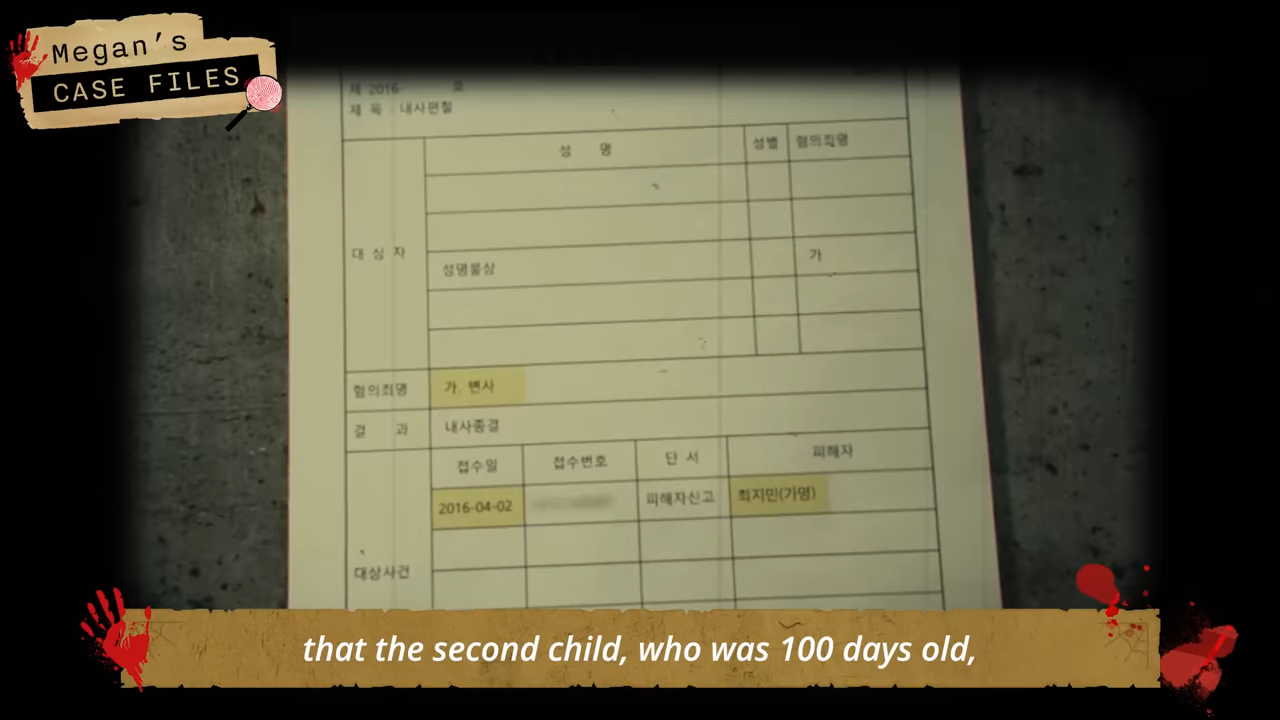 Megan's
CASE FILES
제 2016- 호
제 목 : 내사편철
성 명 성별 혐의죄명
대 상 자
성명불상 가
혐의죄명 가. 변사
결 과 내사종결
접수일 접수번호 단 서 피해자
2016-04-02 피해자신고 최지민(가명)
대상사건
that the second child, who was 100 days old,